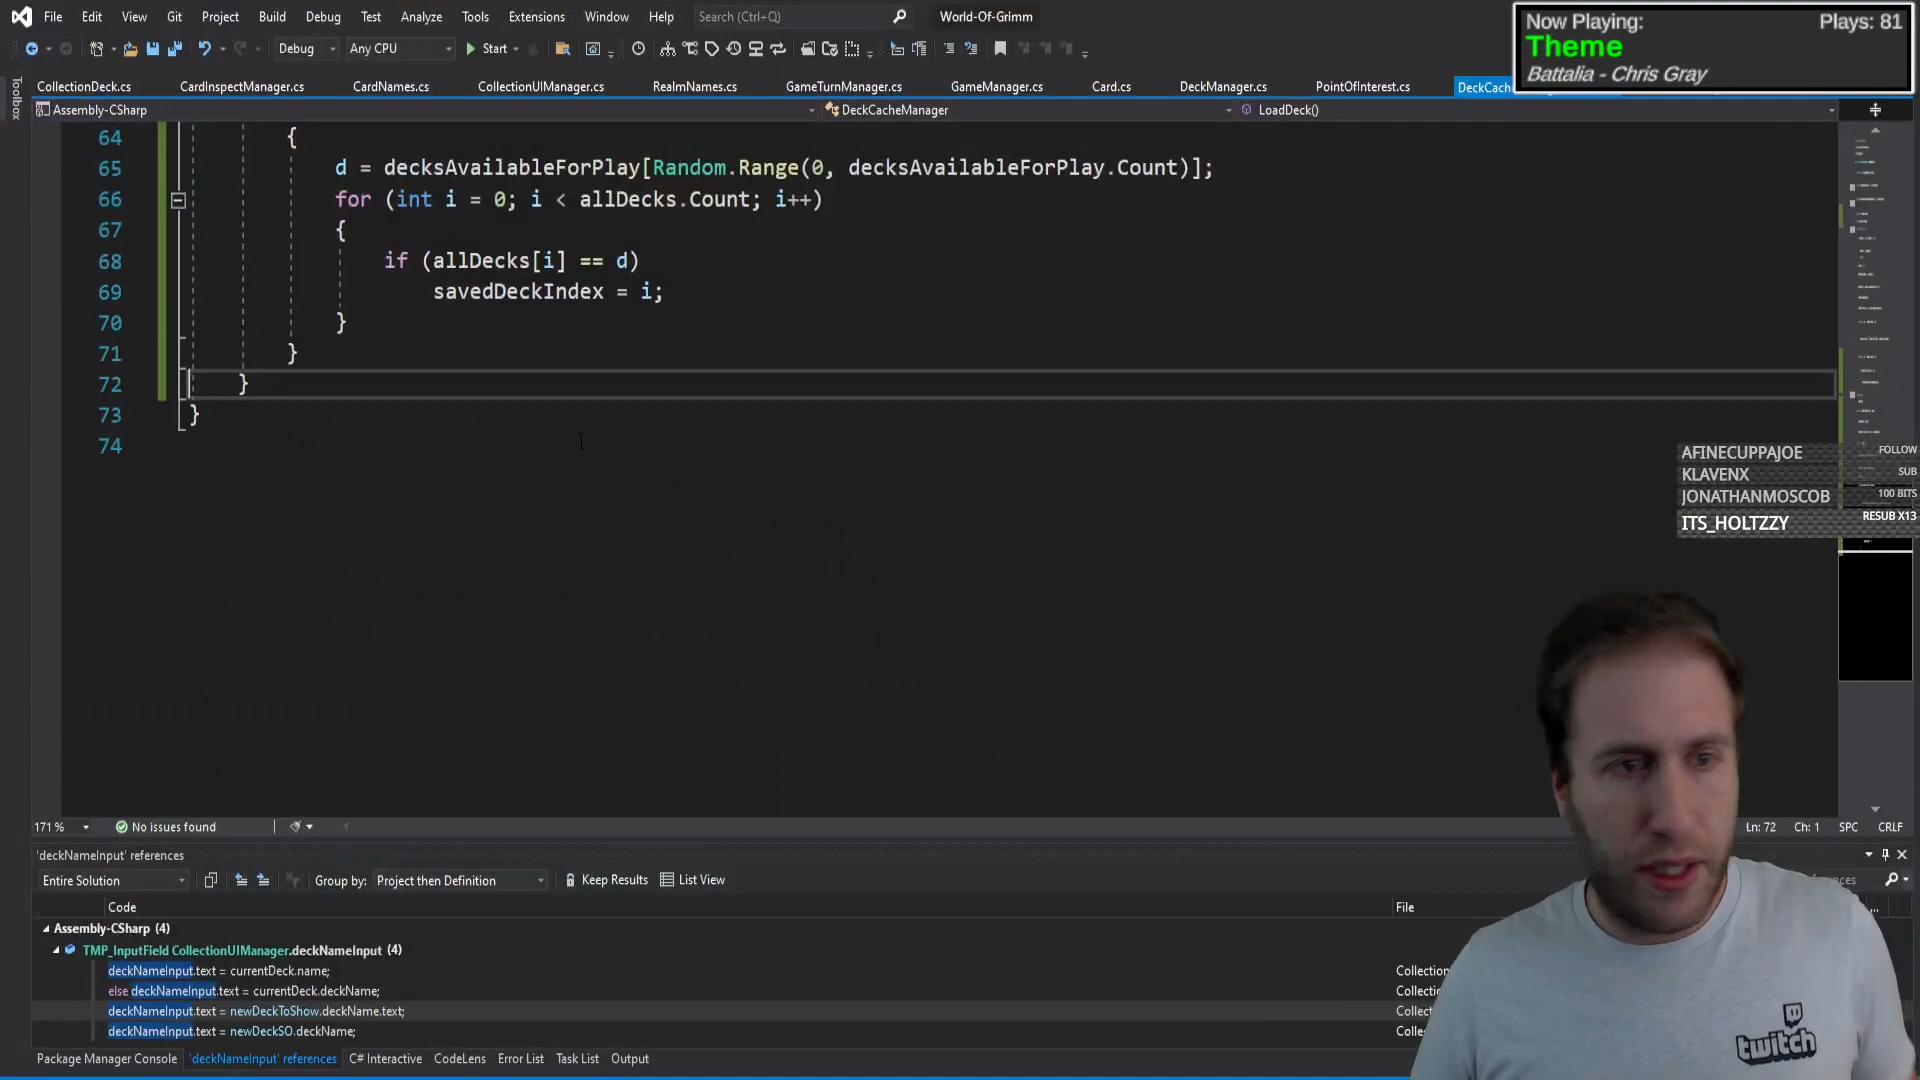 File Edit View Git Project Build Debug Test Analyze Tools Extensions Window Help Search (Ctrl+Q) World-Of-Grimm
Now Playing: Plays: 81
Theme
Battalia - Chris Gray
Debug Any CPU Start
Toolbox
CollectionDeck.cs CardInspectManager.cs CardNames.cs CollectionUIManager.cs RealmNames.cs GameTurnManager.cs GameManager.cs Card.cs DeckManager.cs PointOfInterest.cs DeckCac
Assembly-CSharp DeckCacheManager LoadDeck()
64 {
65 d = decksAvailableForPlay[Random.Range(0, decksAvailableForPlay.Count)];
66 for (int i = 0; i < allDecks.Count; i++)
67 {
68 if (allDecks[i] == d)
69 savedDeckIndex = i;
70 }
71 }
72 }
73 }
74
AFINECUPPAJOE FOLLOW
KLAVENX SUB
JONATHANMOSCOB 100 BITS
ITS_HOLTZZY RESUB X13
171 % No issues found Ln: 72 Ch: 1 SPC CRLF
'deckNameInput' references
Entire Solution Group by: Project then Definition Keep Results List View
Code File
Assembly-CSharp (4)
TMP_InputField CollectionUIManager.deckNameInput (4)
deckNameInput.text = currentDeck.name; Collection
else deckNameInput.text = currentDeck.deckName; Collectio
deckNameInput.text = newDeckToShow.deckName.text; Collect
deckNameInput.text = newDeckSO.deckName; Colle
twitch
Package Manager Console 'deckNameInput' references C# Interactive CodeLens Error List Task List Output